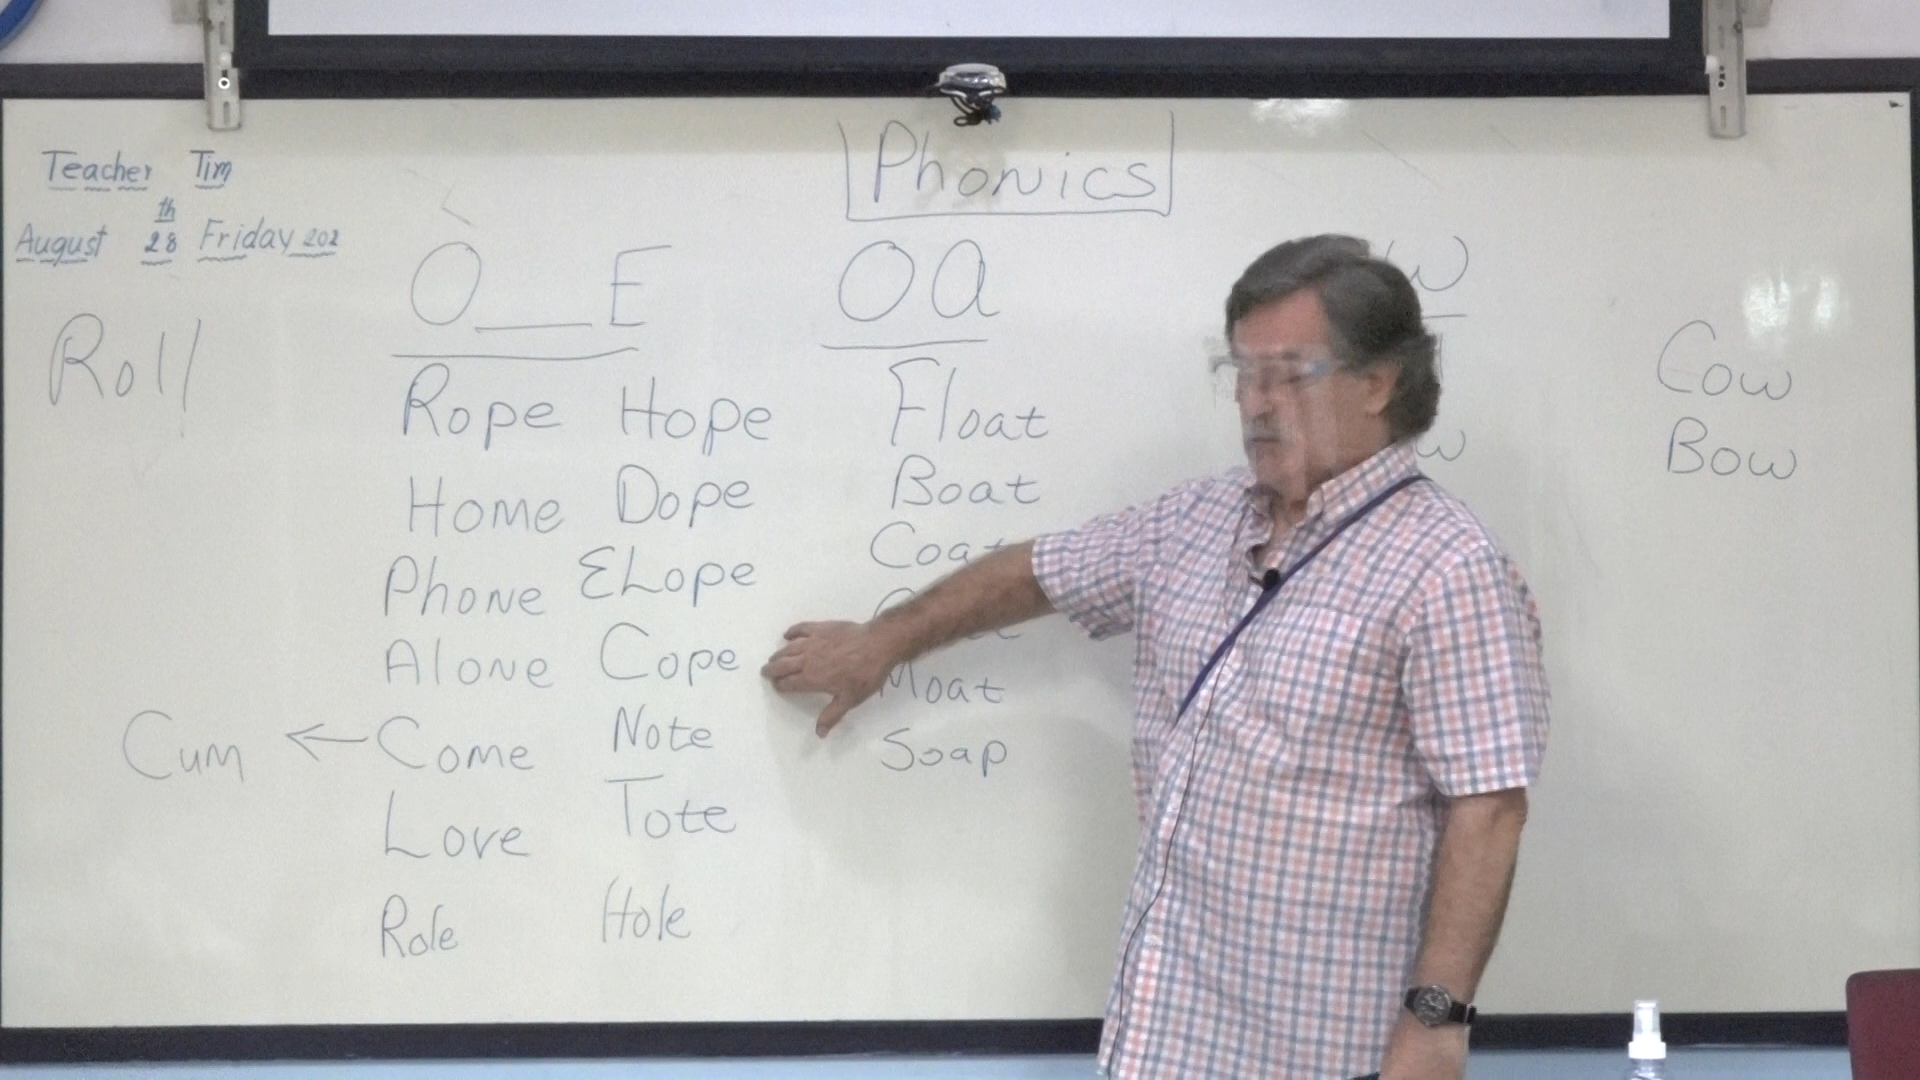 Teacher Tim
August 28th Friday 202
Phonics
O__E
OA
Roll
Rope Hope
Home Dope
Phone ELope
Alone Cope
Cum ← Come Note
Love Tote
Role Hole
Float
Boat
Moat
Soap
Cow
Bow